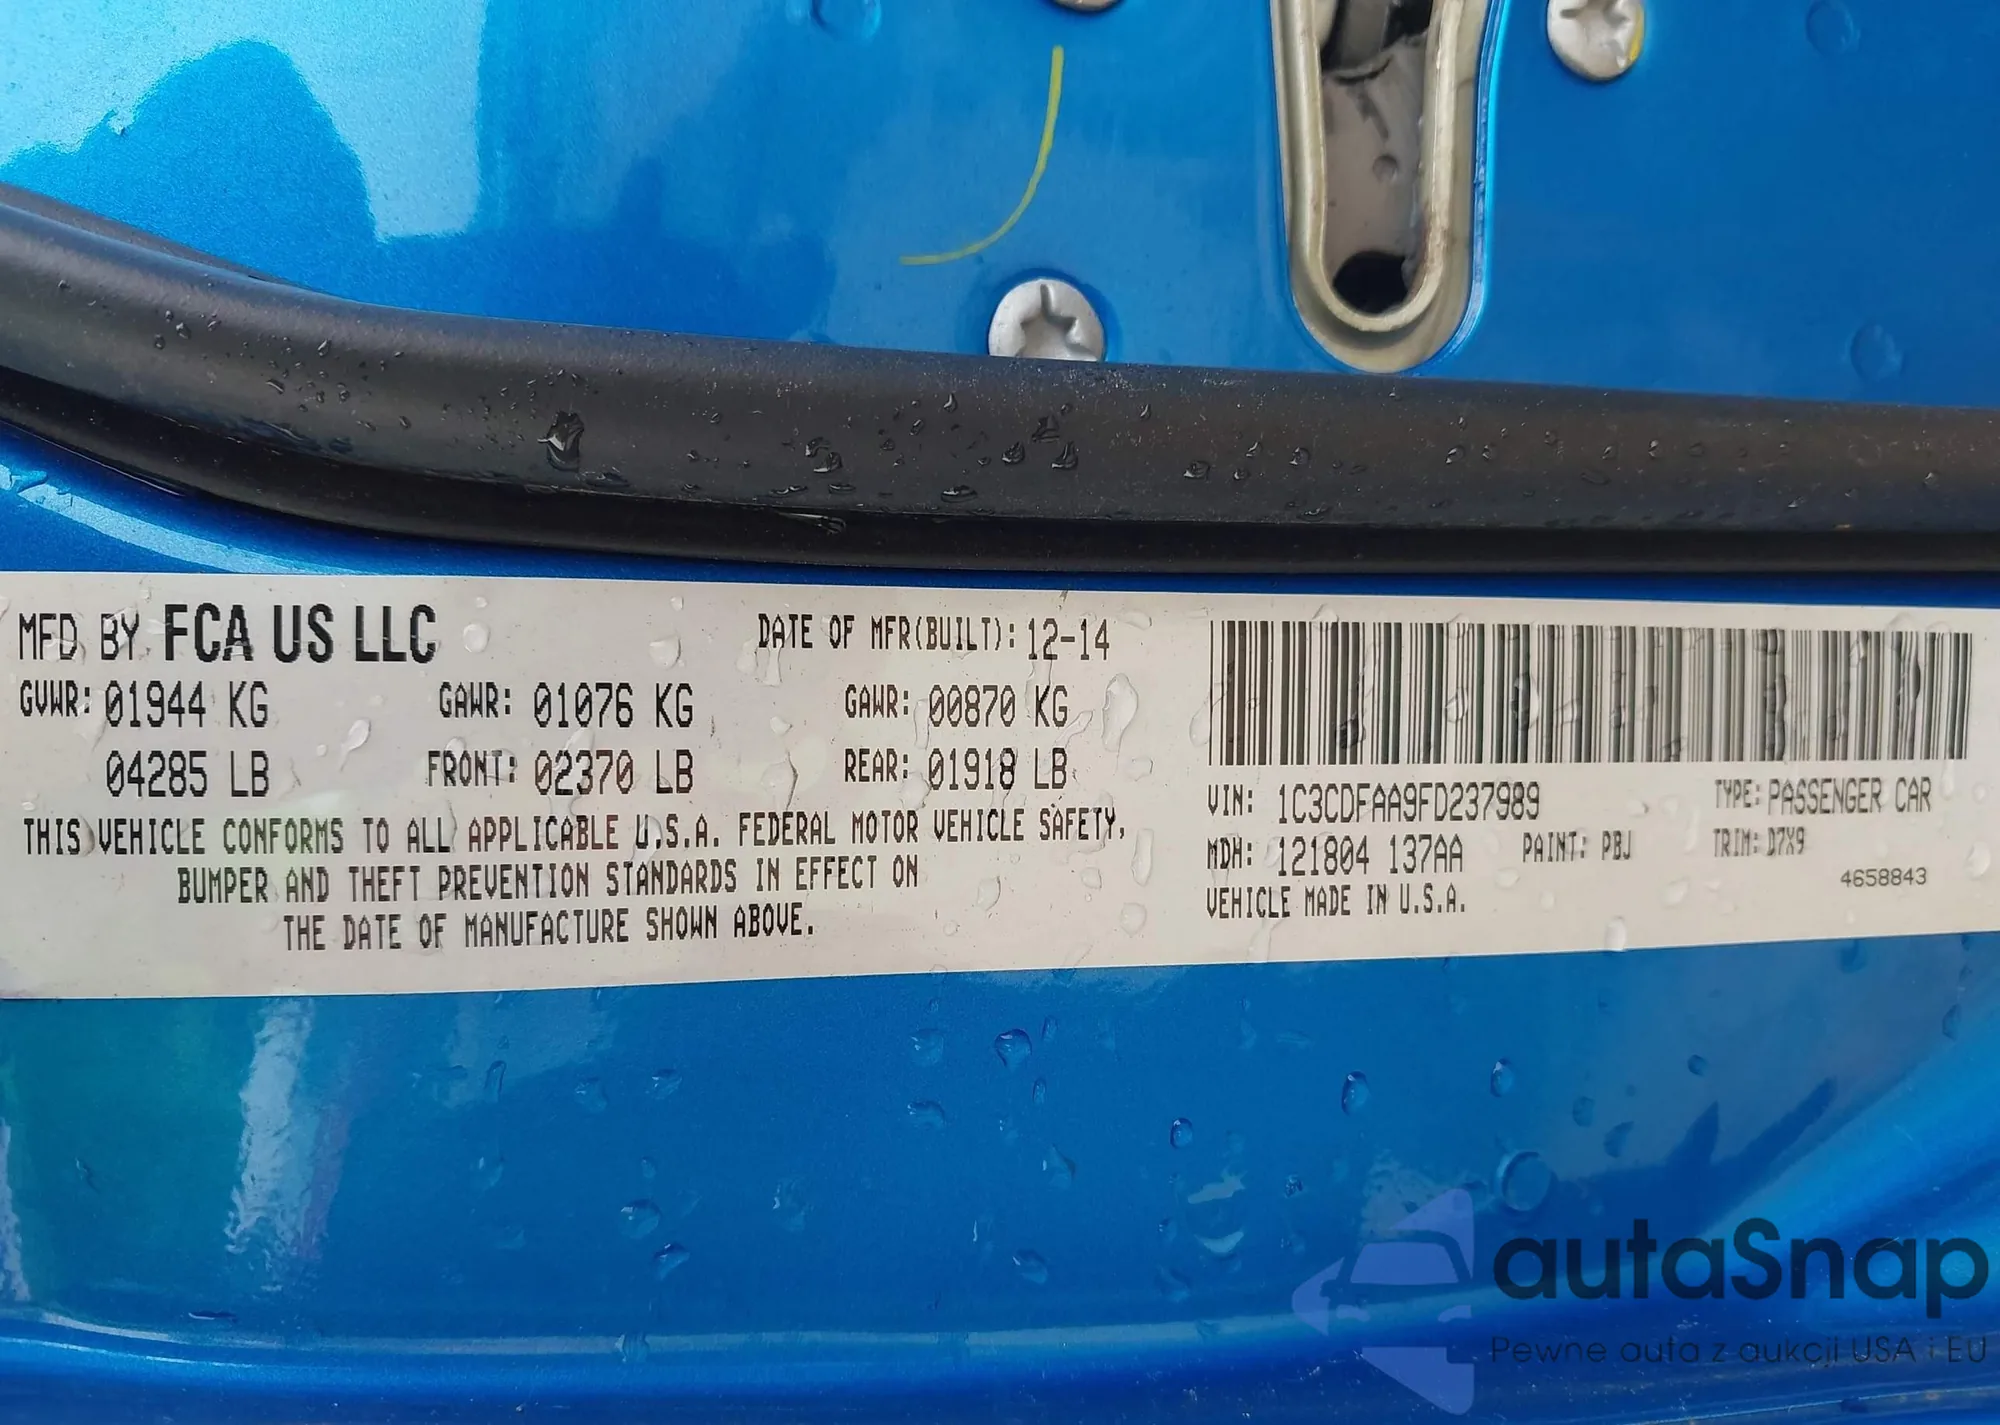 MFD BY FCA US LLC DATE OF MFR(BUILT): 12-14
GVWR: 01944 KG GAWR: 01076 KG GAWR: 00870 KG
04285 LB FRONT: 02370 LB REAR: 01918 LB
THIS VEHICLE CONFORMS TO ALL APPLICABLE U.S.A. FEDERAL MOTOR VEHICLE SAFETY,
BUMPER AND THEFT PREVENTION STANDARDS IN EFFECT ON
THE DATE OF MANUFACTURE SHOWN ABOVE.
VIN: 1C3CDFAA9FD237989 TYPE: PASSENGER CAR
MDH: 121804 137AA PAINT: PBJ TRIM: D7X9
VEHICLE MADE IN U.S.A. 4658843
autaSnap
Pewne auta z aukcji USA i EU